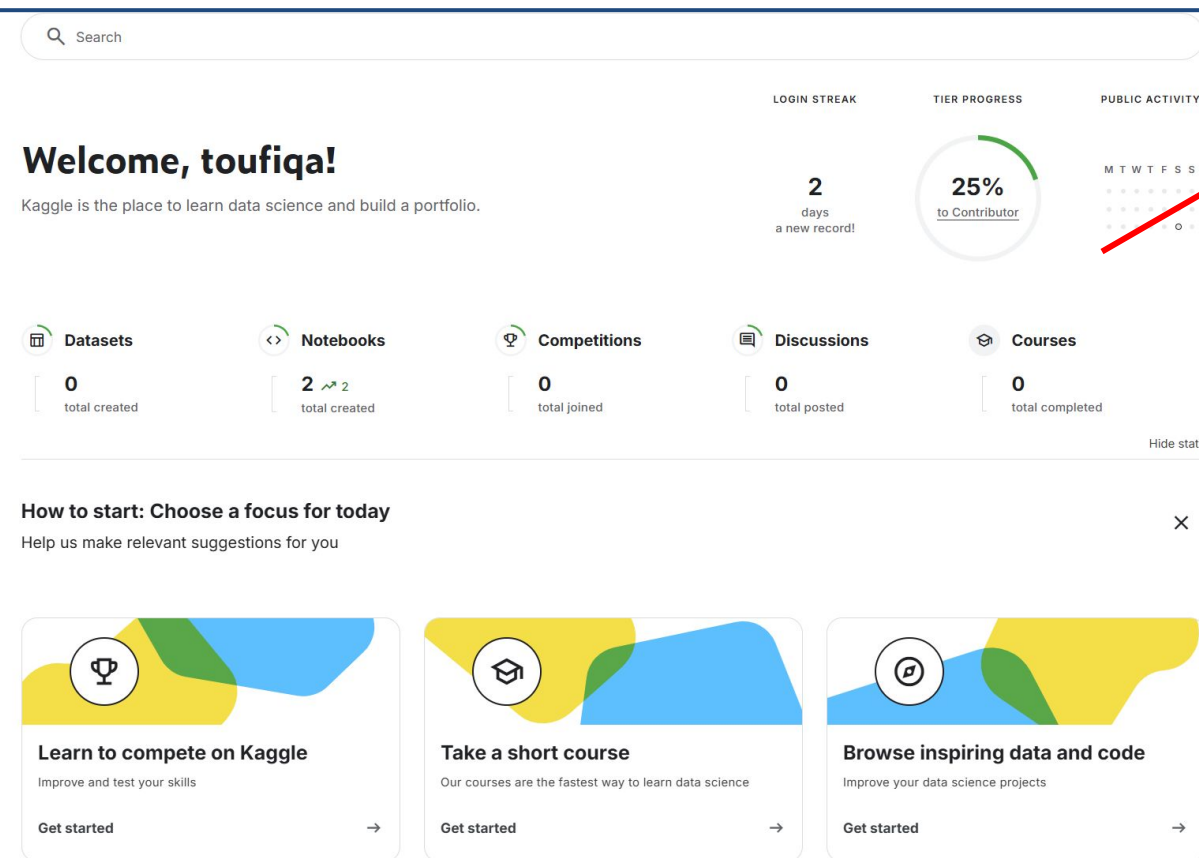 Search
LOGIN STREAK
TIER PROGRESS
PUBLIC ACTIVITY
Welcome, toufiqa!
Kaggle is the place to learn data science and build a portfolio.
2
days
a new record!
25%
to Contributor
M T W T F S S
Datasets
0
total created
Notebooks
2 2
total created
Competitions
0
total joined
Discussions
0
total posted
Courses
0
total completed
Hide stat
How to start: Choose a focus for today
Help us make relevant suggestions for you
Learn to compete on Kaggle
Improve and test your skills
Get started
Take a short course
Our courses are the fastest way to learn data science
Get started
Browse inspiring data and code
Improve your data science projects
Get started